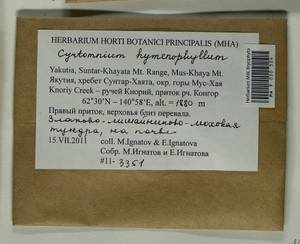 HERBARIUM HORTI BOTANICI PRINCIPALIS (MHA)
Cyrtomnium hymenophyllum
Yakutia, Suntar-Khayata Mt. Range, Mus-Khaya Mt.
Якутия, хребет Сунтар-Хаята, окр. горы Мус-Хая
Knoriy Creek – ручей Кнорий, приток рч. Конгор
62°30'N – 140°58'E, alt. = 1880 m
Правый приток, верховья близ перевала.
Злаково-лишайниково-моховая
тундра, на почве
15.VII.2011 coll. M.Ignatov & E.Ignatova
Собр. М.Игнатов и Е.Игнатова
#11- 3351